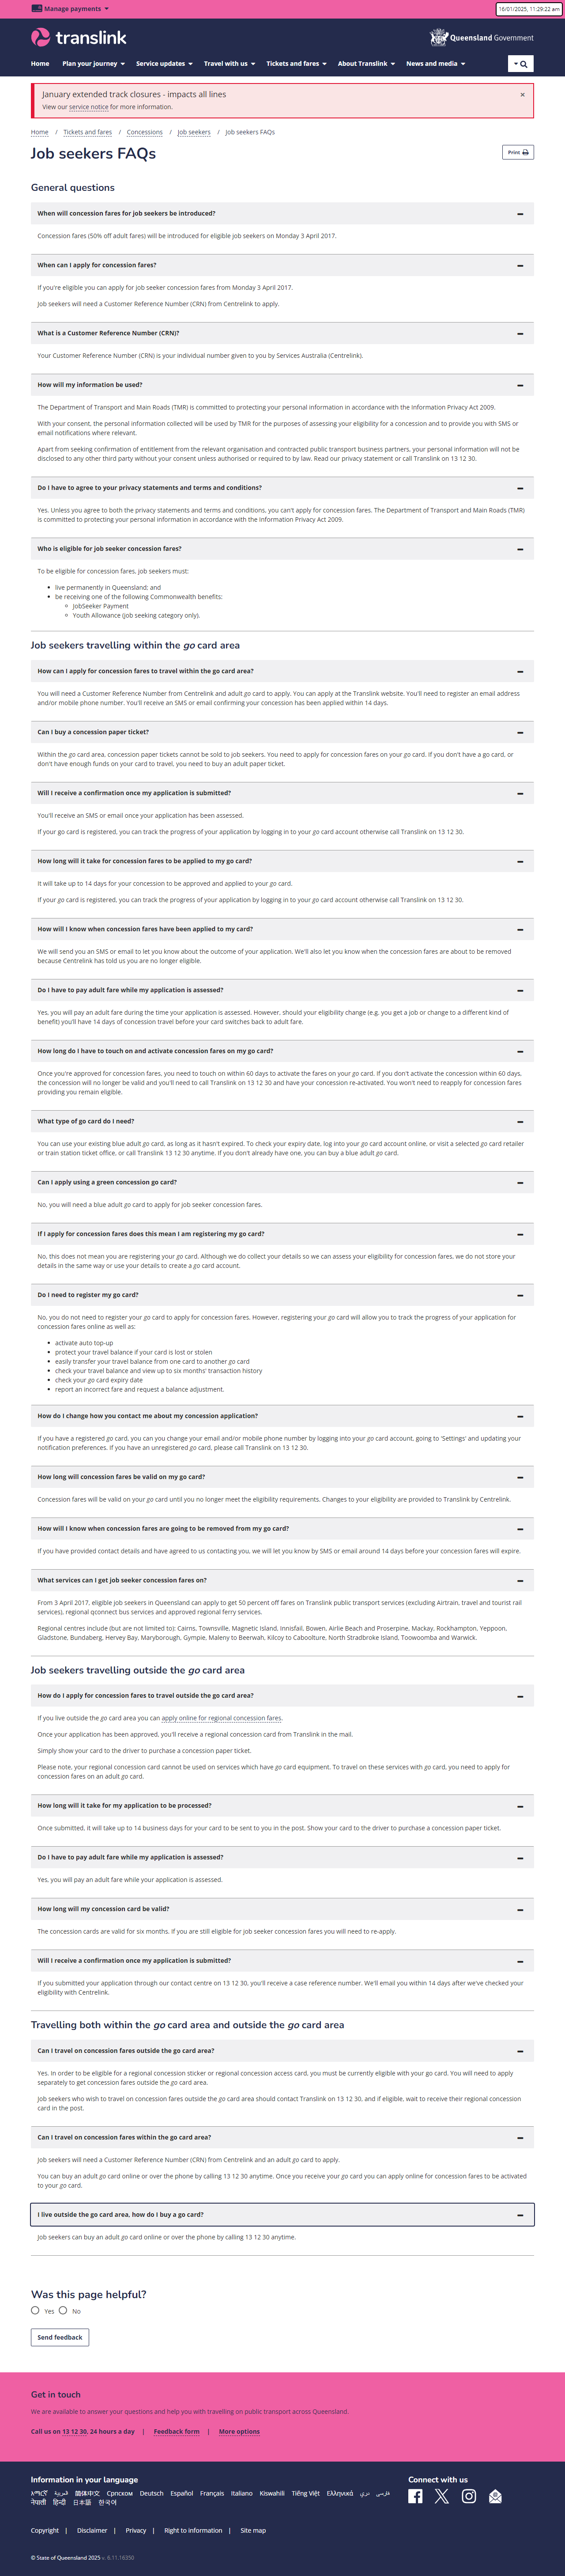 Manage payments
16/01/2025, 11:29:22 am
translink
Queensland Government
Home Plan your journey Service updates Travel with us Tickets and fares About Translink News and media
January extended track closures - impacts all lines
View our service notice for more information.
Home / Tickets and fares / Concessions / Job seekers / Job seekers FAQs
Job seekers FAQs
Print
General questions
When will concession fares for job seekers be introduced?
Concession fares (50% off adult fares) will be introduced for eligible job seekers on Monday 3 April 2017.
When can I apply for concession fares?
If you're eligible you can apply for job seeker concession fares from Monday 3 April 2017.
Job seekers will need a Customer Reference Number (CRN) from Centrelink to apply.
What is a Customer Reference Number (CRN)?
Your Customer Reference Number (CRN) is your individual number given to you by Services Australia (Centrelink).
How will my information be used?
The Department of Transport and Main Roads (TMR) is committed to protecting your personal information in accordance with the Information Privacy Act 2009.
With your consent, the personal information collected will be used by TMR for the purposes of assessing your eligibility for a concession and to provide you with SMS or
email notifications where relevant.
Apart from seeking confirmation of entitlement from the relevant organisation and contracted public transport business partners, your personal information will not be
disclosed to any other third party without your consent unless authorised or required to by law. Read our privacy statement or call Translink on 13 12 30.
Do I have to agree to your privacy statements and terms and conditions?
Yes. Unless you agree to both the privacy statements and terms and conditions, you can't apply for concession fares. The Department of Transport and Main Roads (TMR)
is committed to protecting your personal information in accordance with the Information Privacy Act 2009.
Who is eligible for job seeker concession fares?
To be eligible for concession fares, job seekers must:
live permanently in Queensland; and
be receiving one of the following Commonwealth benefits:
JobSeeker Payment
Youth Allowance (job seeking category only).
Job seekers travelling within the go card area
How can I apply for concession fares to travel within the go card area?
You will need a Customer Reference Number from Centrelink and adult go card to apply. You can apply at the Translink website. You'll need to register an email address
and/or mobile phone number. You'll receive an SMS or email confirming your concession has been applied within 14 days.
Can I buy a concession paper ticket?
Within the go card area, concession paper tickets cannot be sold to job seekers. You need to apply for concession fares on your go card. If you don't have a go card, or
don't have enough funds on your card to travel, you need to buy an adult paper ticket.
Will I receive a confirmation once my application is submitted?
You'll receive an SMS or email once your application has been assessed.
If your go card is registered, you can track the progress of your application by logging in to your go card account otherwise call Translink on 13 12 30.
How long will it take for concession fares to be applied to my go card?
It will take up to 14 days for your concession to be approved and applied to your go card.
If your go card is registered, you can track the progress of your application by logging in to your go card account otherwise call Translink on 13 12 30.
How will I know when concession fares have been applied to my card?
We will send you an SMS or email to let you know about the outcome of your application. We'll also let you know when the concession fares are about to be removed
because Centrelink has told us you are no longer eligible.
Do I have to pay adult fare while my application is assessed?
Yes, you will pay an adult fare during the time your application is assessed. However, should your eligibility change (e.g. you get a job or change to a different kind of
benefit) you'll have 14 days of concession travel before your card switches back to adult fare.
How long do I have to touch on and activate concession fares on my go card?
Once you're approved for concession fares, you need to touch on within 60 days to activate the fares on your go card. If you don't activate the concession within 60 days,
the concession will no longer be valid and you'll need to call Translink on 13 12 30 and have your concession re-activated. You won't need to reapply for concession fares
providing you remain eligible.
What type of go card do I need?
You can use your existing blue adult go card, as long as it hasn't expired. To check your expiry date, log into your go card account online, or visit a selected go card retailer
or train station ticket office, or call Translink 13 12 30 anytime. If you don't already have one, you can buy a blue adult go card.
Can I apply using a green concession go card?
No, you will need a blue adult go card to apply for job seeker concession fares.
If I apply for concession fares does this mean I am registering my go card?
No, this does not mean you are registering your go card. Although we do collect your details so we can assess your eligibility for concession fares, we do not store your
details in the same way or use your details to create a go card account.
Do I need to register my go card?
No, you do not need to register your go card to apply for concession fares. However, registering your go card will allow you to track the progress of your application for
concession fares online as well as:
activate auto top-up
protect your travel balance if your card is lost or stolen
easily transfer your travel balance from one card to another go card
check your travel balance and view up to six months' transaction history
check your go card expiry date
report an incorrect fare and request a balance adjustment.
How do I change how you contact me about my concession application?
If you have a registered go card, you can you change your email and/or mobile phone number by logging into your go card account, going to 'Settings' and updating your
notification preferences. If you have an unregistered go card, please call Translink on 13 12 30.
How long will concession fares be valid on my go card?
Concession fares will be valid on your go card until you no longer meet the eligibility requirements. Changes to your eligibility are provided to Translink by Centrelink.
How will I know when concession fares are going to be removed from my go card?
If you have provided contact details and have agreed to us contacting you, we will let you know by SMS or email around 14 days before your concession fares will expire.
What services can I get job seeker concession fares on?
From 3 April 2017, eligible job seekers in Queensland can apply to get 50 percent off fares on Translink public transport services (excluding Airtrain, travel and tourist rail
services), regional qconnect bus services and approved regional ferry services.
Regional centres include (but are not limited to): Cairns, Townsville, Magnetic Island, Innisfail, Bowen, Airlie Beach and Proserpine, Mackay, Rockhampton, Yeppoon,
Gladstone, Bundaberg, Hervey Bay, Maryborough, Gympie, Maleny to Beerwah, Kilcoy to Caboolture, North Stradbroke Island, Toowoomba and Warwick.
Job seekers travelling outside the go card area
How do I apply for concession fares to travel outside the go card area?
If you live outside the go card area you can apply online for regional concession fares.
Once your application has been approved, you'll receive a regional concession card from Translink in the mail.
Simply show your card to the driver to purchase a concession paper ticket.
Please note, your regional concession card cannot be used on services which have go card equipment. To travel on these services with go card, you need to apply for
concession fares on an adult go card.
How long will it take for my application to be processed?
Once submitted, it will take up to 14 business days for your card to be sent to you in the post. Show your card to the driver to purchase a concession paper ticket.
Do I have to pay adult fare while my application is assessed?
Yes, you will pay an adult fare while your application is assessed.
How long will my concession card be valid?
The concession cards are valid for six months. If you are still eligible for job seeker concession fares you will need to re-apply.
Will I receive a confirmation once my application is submitted?
If you submitted your application through our contact centre on 13 12 30, you'll receive a case reference number. We'll email you within 14 days after we've checked your
eligibility with Centrelink.
Travelling both within the go card area and outside the go card area
Can I travel on concession fares outside the go card area?
Yes. In order to be eligible for a regional concession sticker or regional concession access card, you must be currently eligible with your go card. You will need to apply
separately to get concession fares outside the go card area.
Job seekers who wish to travel on concession fares outside the go card area should contact Translink on 13 12 30, and if eligible, wait to receive their regional concession
card in the post.
Can I travel on concession fares within the go card area?
Job seekers will need a Customer Reference Number (CRN) from Centrelink and an adult go card to apply.
You can buy an adult go card online or over the phone by calling 13 12 30 anytime. Once you receive your go card you can apply online for concession fares to be activated
to your go card.
I live outside the go card area, how do I buy a go card?
Job seekers can buy an adult go card online or over the phone by calling 13 12 30 anytime.
Was this page helpful?
Yes No
Send feedback
Get in touch
We are available to answer your questions and help you with travelling on public transport across Queensland.
Call us on 13 12 30, 24 hours a day | Feedback form | More options
Information in your language
አማርኛ العربية 简体中文 Српском Deutsch Español Français Italiano Kiswahili Tiếng Việt Ελληνικά دری فارسی
नेपाली हिन्दी 日本語 한국어
Connect with us
Copyright | Disclaimer | Privacy | Right to information | Site map
© State of Queensland 2025 v. 6.11.16350